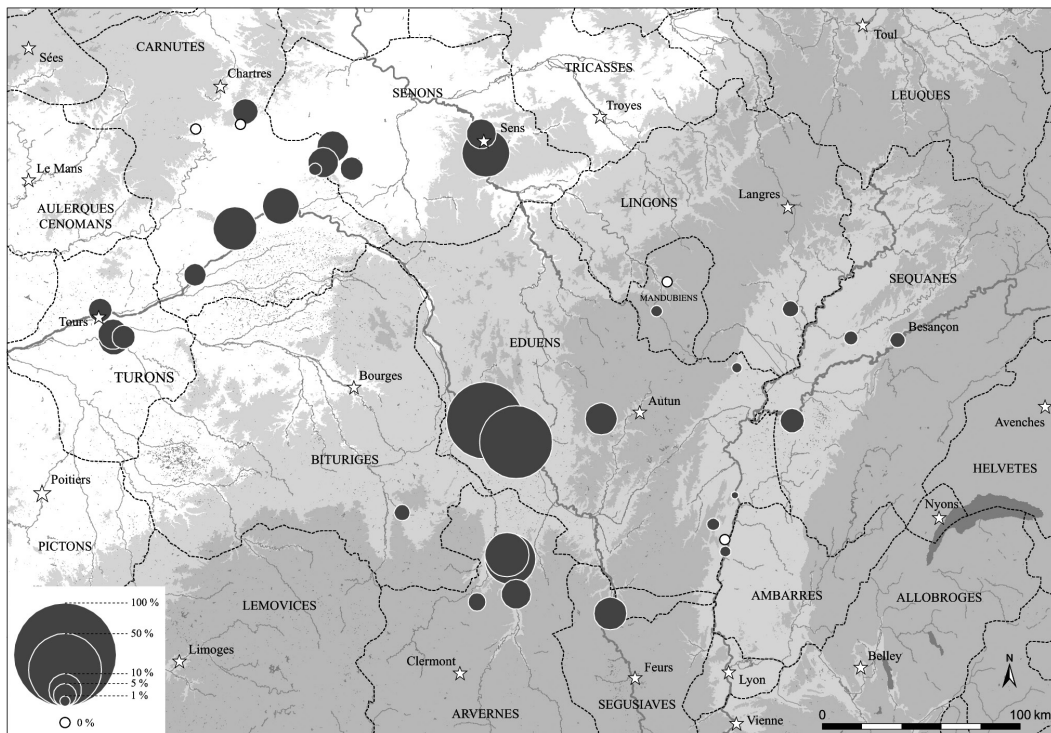 Toul
CARNUTES
Sées
TRICASSES
Chartres
SÉNONS
LEUQUES
Troyes
Sens
Le Mans
Langres
LINGONS
AULERQUES
CENOMANS
SEQUANES
MANDUBIENS
Tours
Besançon
EDUENS
TURONS
Bourges
Autun
Avenches
BITURIGES
HELVETES
Poitiers
Nyons
PICTONS
AMBARRES
ALLOBROGES
LEMOVICES
100 %
50 %
10 %
5 %
1 %
0 %
Limoges
Clermont
Feurs
Lyon
Belley
N
SEGUSIAVES
ARVERNES
Vienne
0
100 km